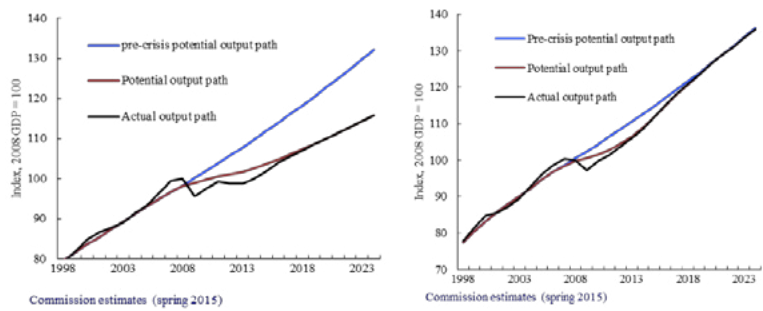 140
130
120
110
100
90
80
Index, 2008 GDP = 100
pre-crisis potential output path
Potential output path
Actual output path
1998 2003 2008 2013 2018 2023
Commission estimates (spring 2015)
140
130
120
110
100
90
80
70
Index, 2008 GDP = 100
Pre-crisis potential output path
Potential output path
Actual output path
1998 2003 2008 2013 2018 2023
Commission estimates (spring 2015)